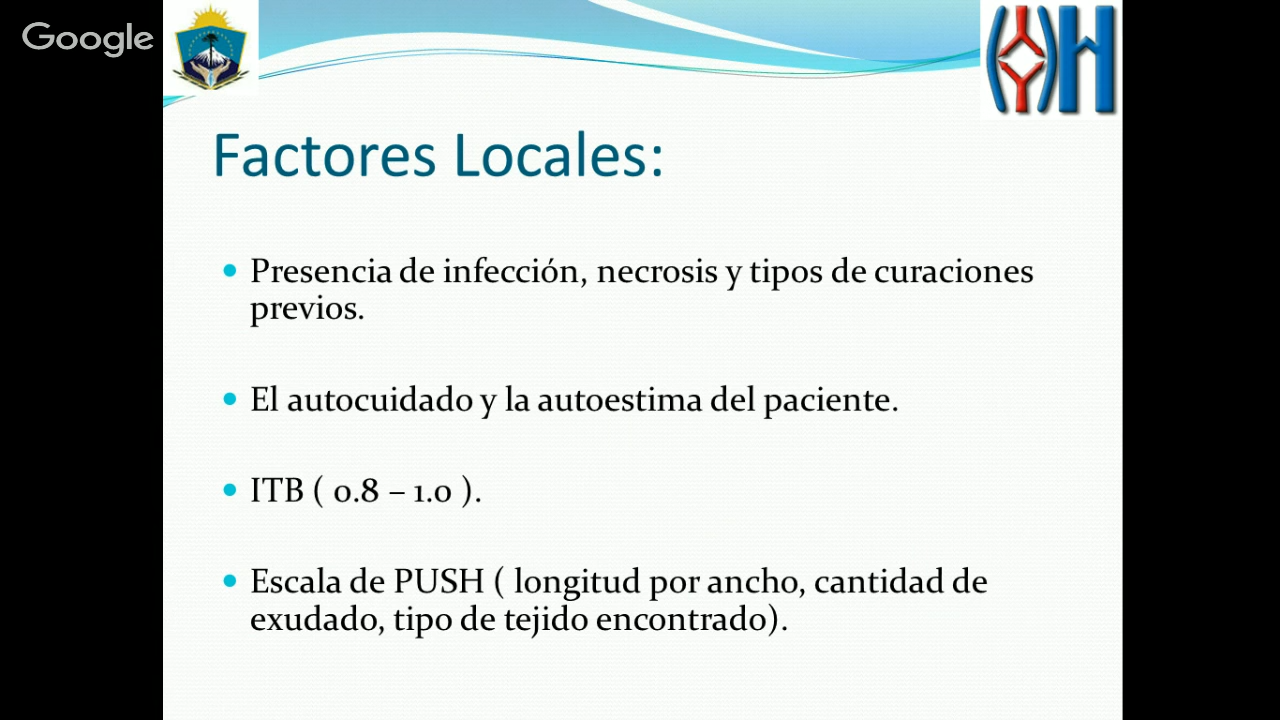 Google
Factores Locales:
Presencia de infección, necrosis y tipos de curaciones
previos.
El autocuidado y la autoestima del paciente.
ITB ( 0.8 – 1.0 ).
Escala de PUSH ( longitud por ancho, cantidad de
exudado, tipo de tejido encontrado).